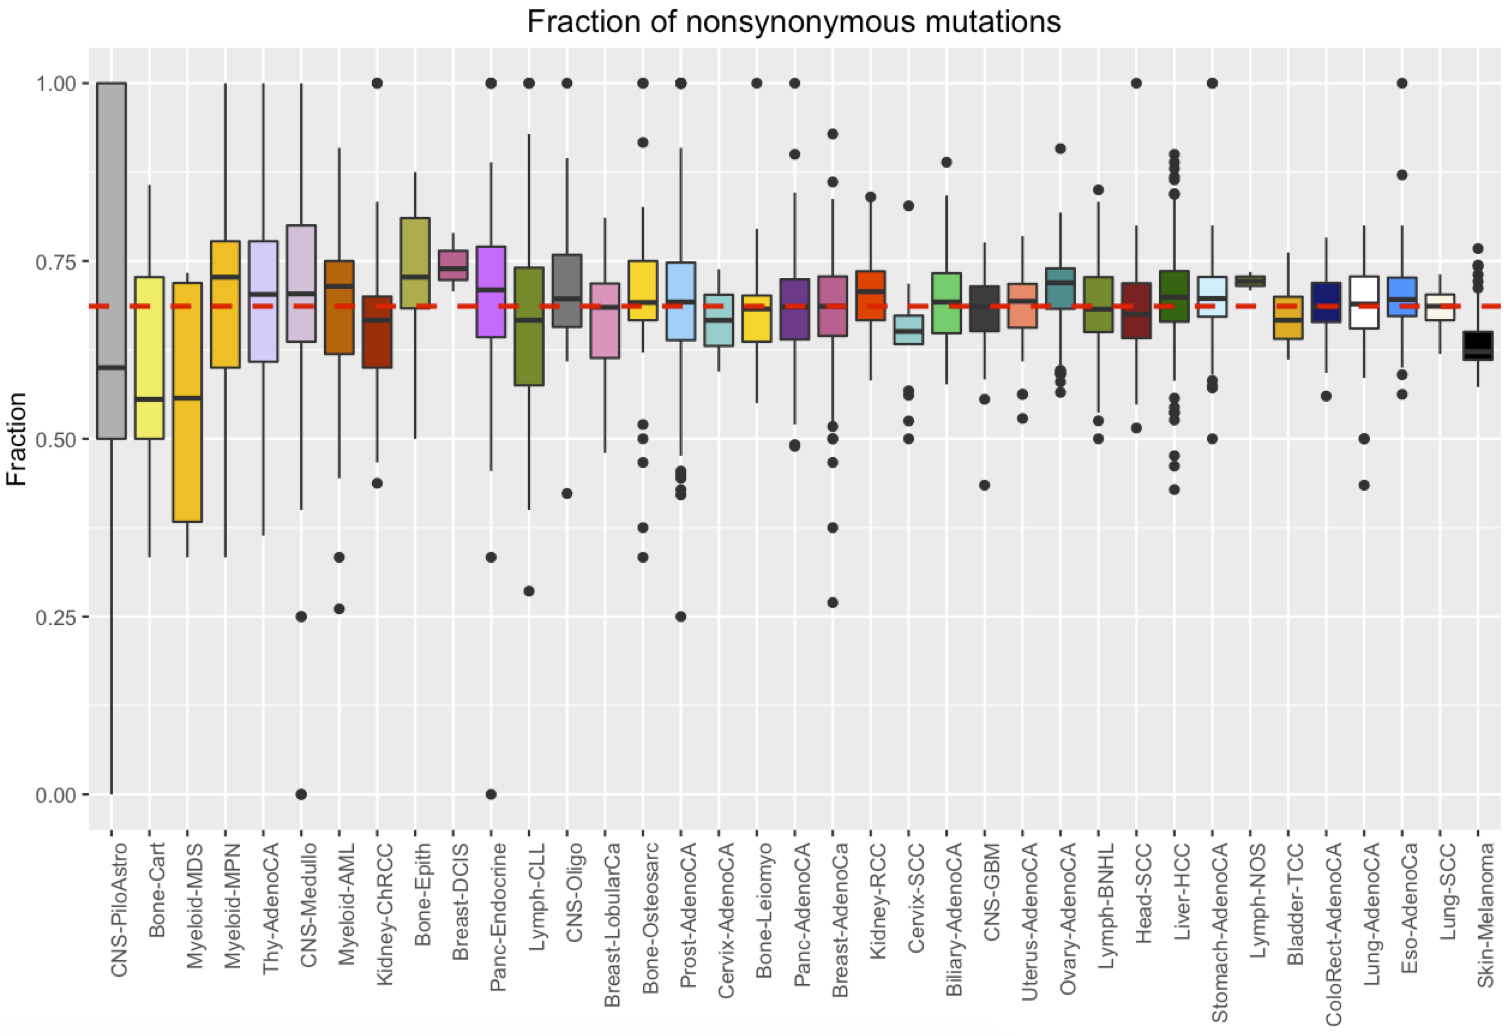 Fraction of nonsynonymous mutations
1.00
0.75
0.50
0.25
0.00
Fraction
CNS-PiloAstro
Bone-Cart
Myeloid-MDS
Myeloid-MPN
Thy-AdenoCA
CNS-Medullo
Myeloid-AML
Kidney-ChRCC
Bone-Epith
Breast-DCIS
Panc-Endocrine
Lymph-CLL
CNS-Oligo
Breast-LobularCa
Bone-Osteosarc
Prost-AdenoCA
Cervix-AdenoCA
Bone-Leiomyo
Panc-AdenoCA
Breast-AdenoCa
Kidney-RCC
Cervix-SCC
Biliary-AdenoCA
CNS-GBM
Uterus-AdenoCA
Ovary-AdenoCA
Lymph-BNHL
Head-SCC
Liver-HCC
Stomach-AdenoCA
Lymph-NOS
Bladder-TCC
ColoRect-AdenoCA
Lung-AdenoCA
Eso-AdenoCa
Lung-SCC
Skin-Melanoma